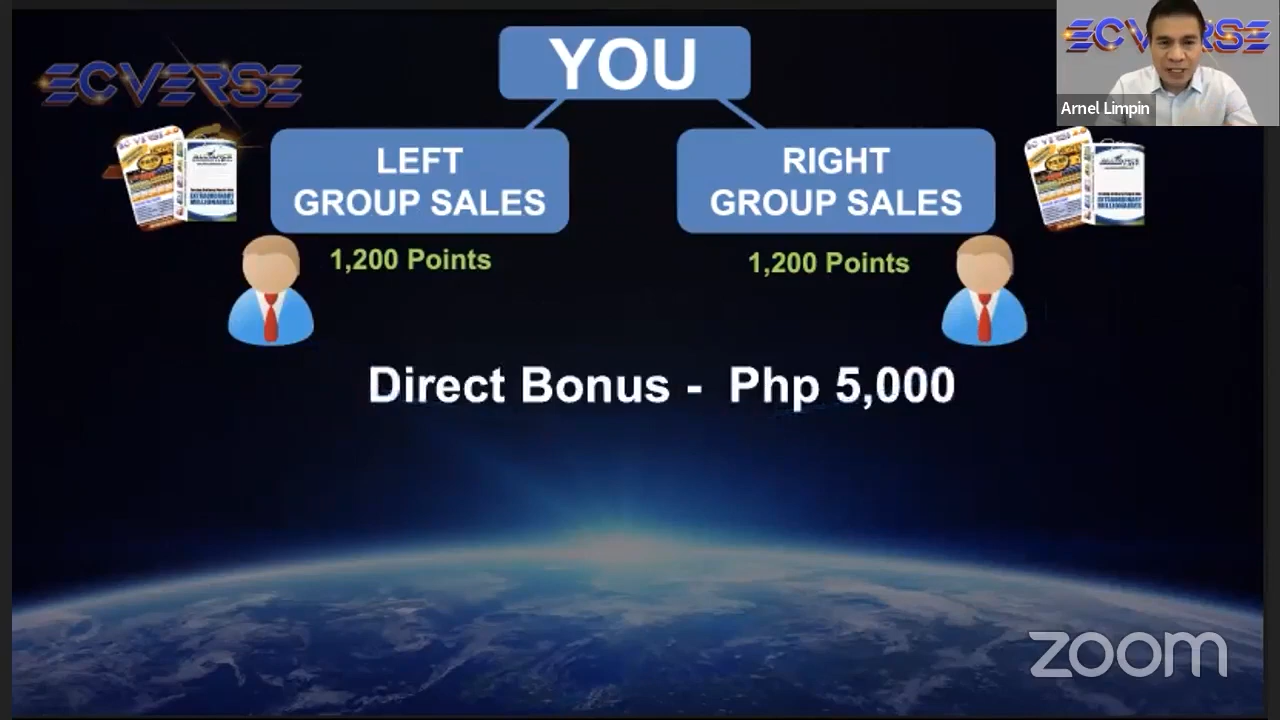 YOU
ECVERSE
ECVERSE
Arnel Limpin
LEFT
GROUP SALES
RIGHT
GROUP SALES
1,200 Points
1,200 Points
Direct Bonus - Php 5,000
zoom